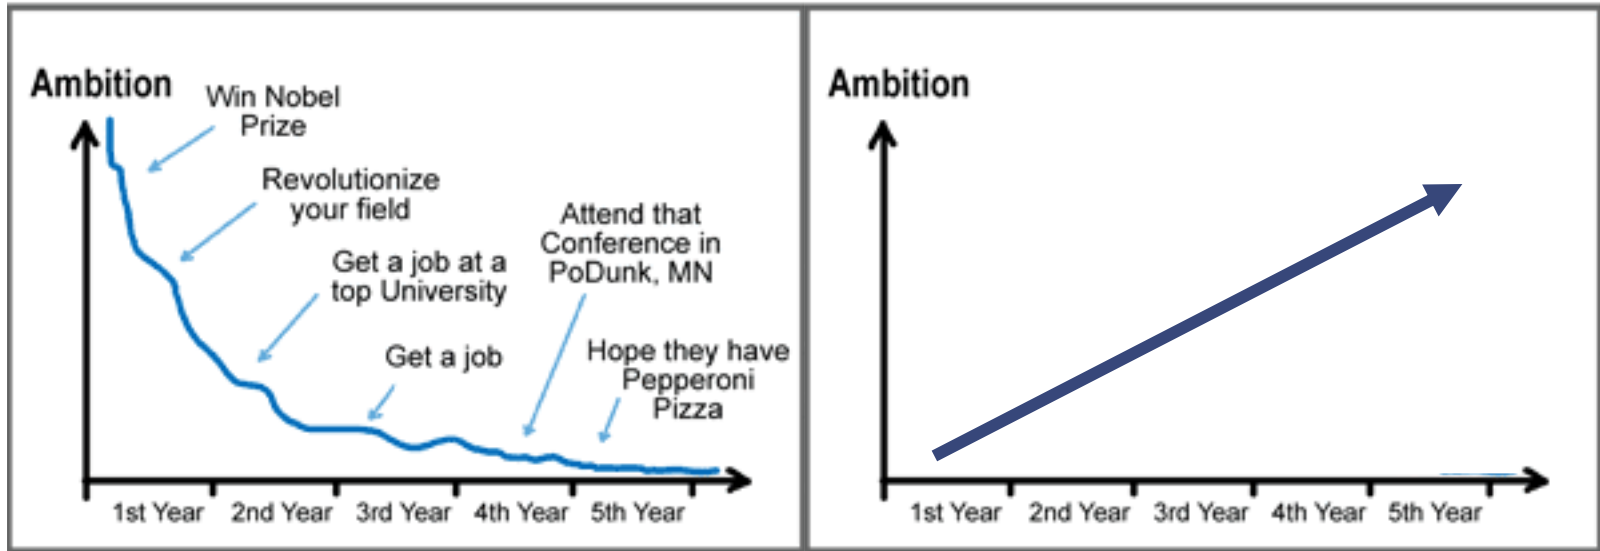 Ambition
Win Nobel
Prize
Revolutionize
your field
Get a job at a
top University
Get a job
Attend that
Conference in
PoDunk, MN
Hope they have
Pepperoni
Pizza
1st Year 2nd Year 3rd Year 4th Year 5th Year
Ambition
1st Year 2nd Year 3rd Year 4th Year 5th Year